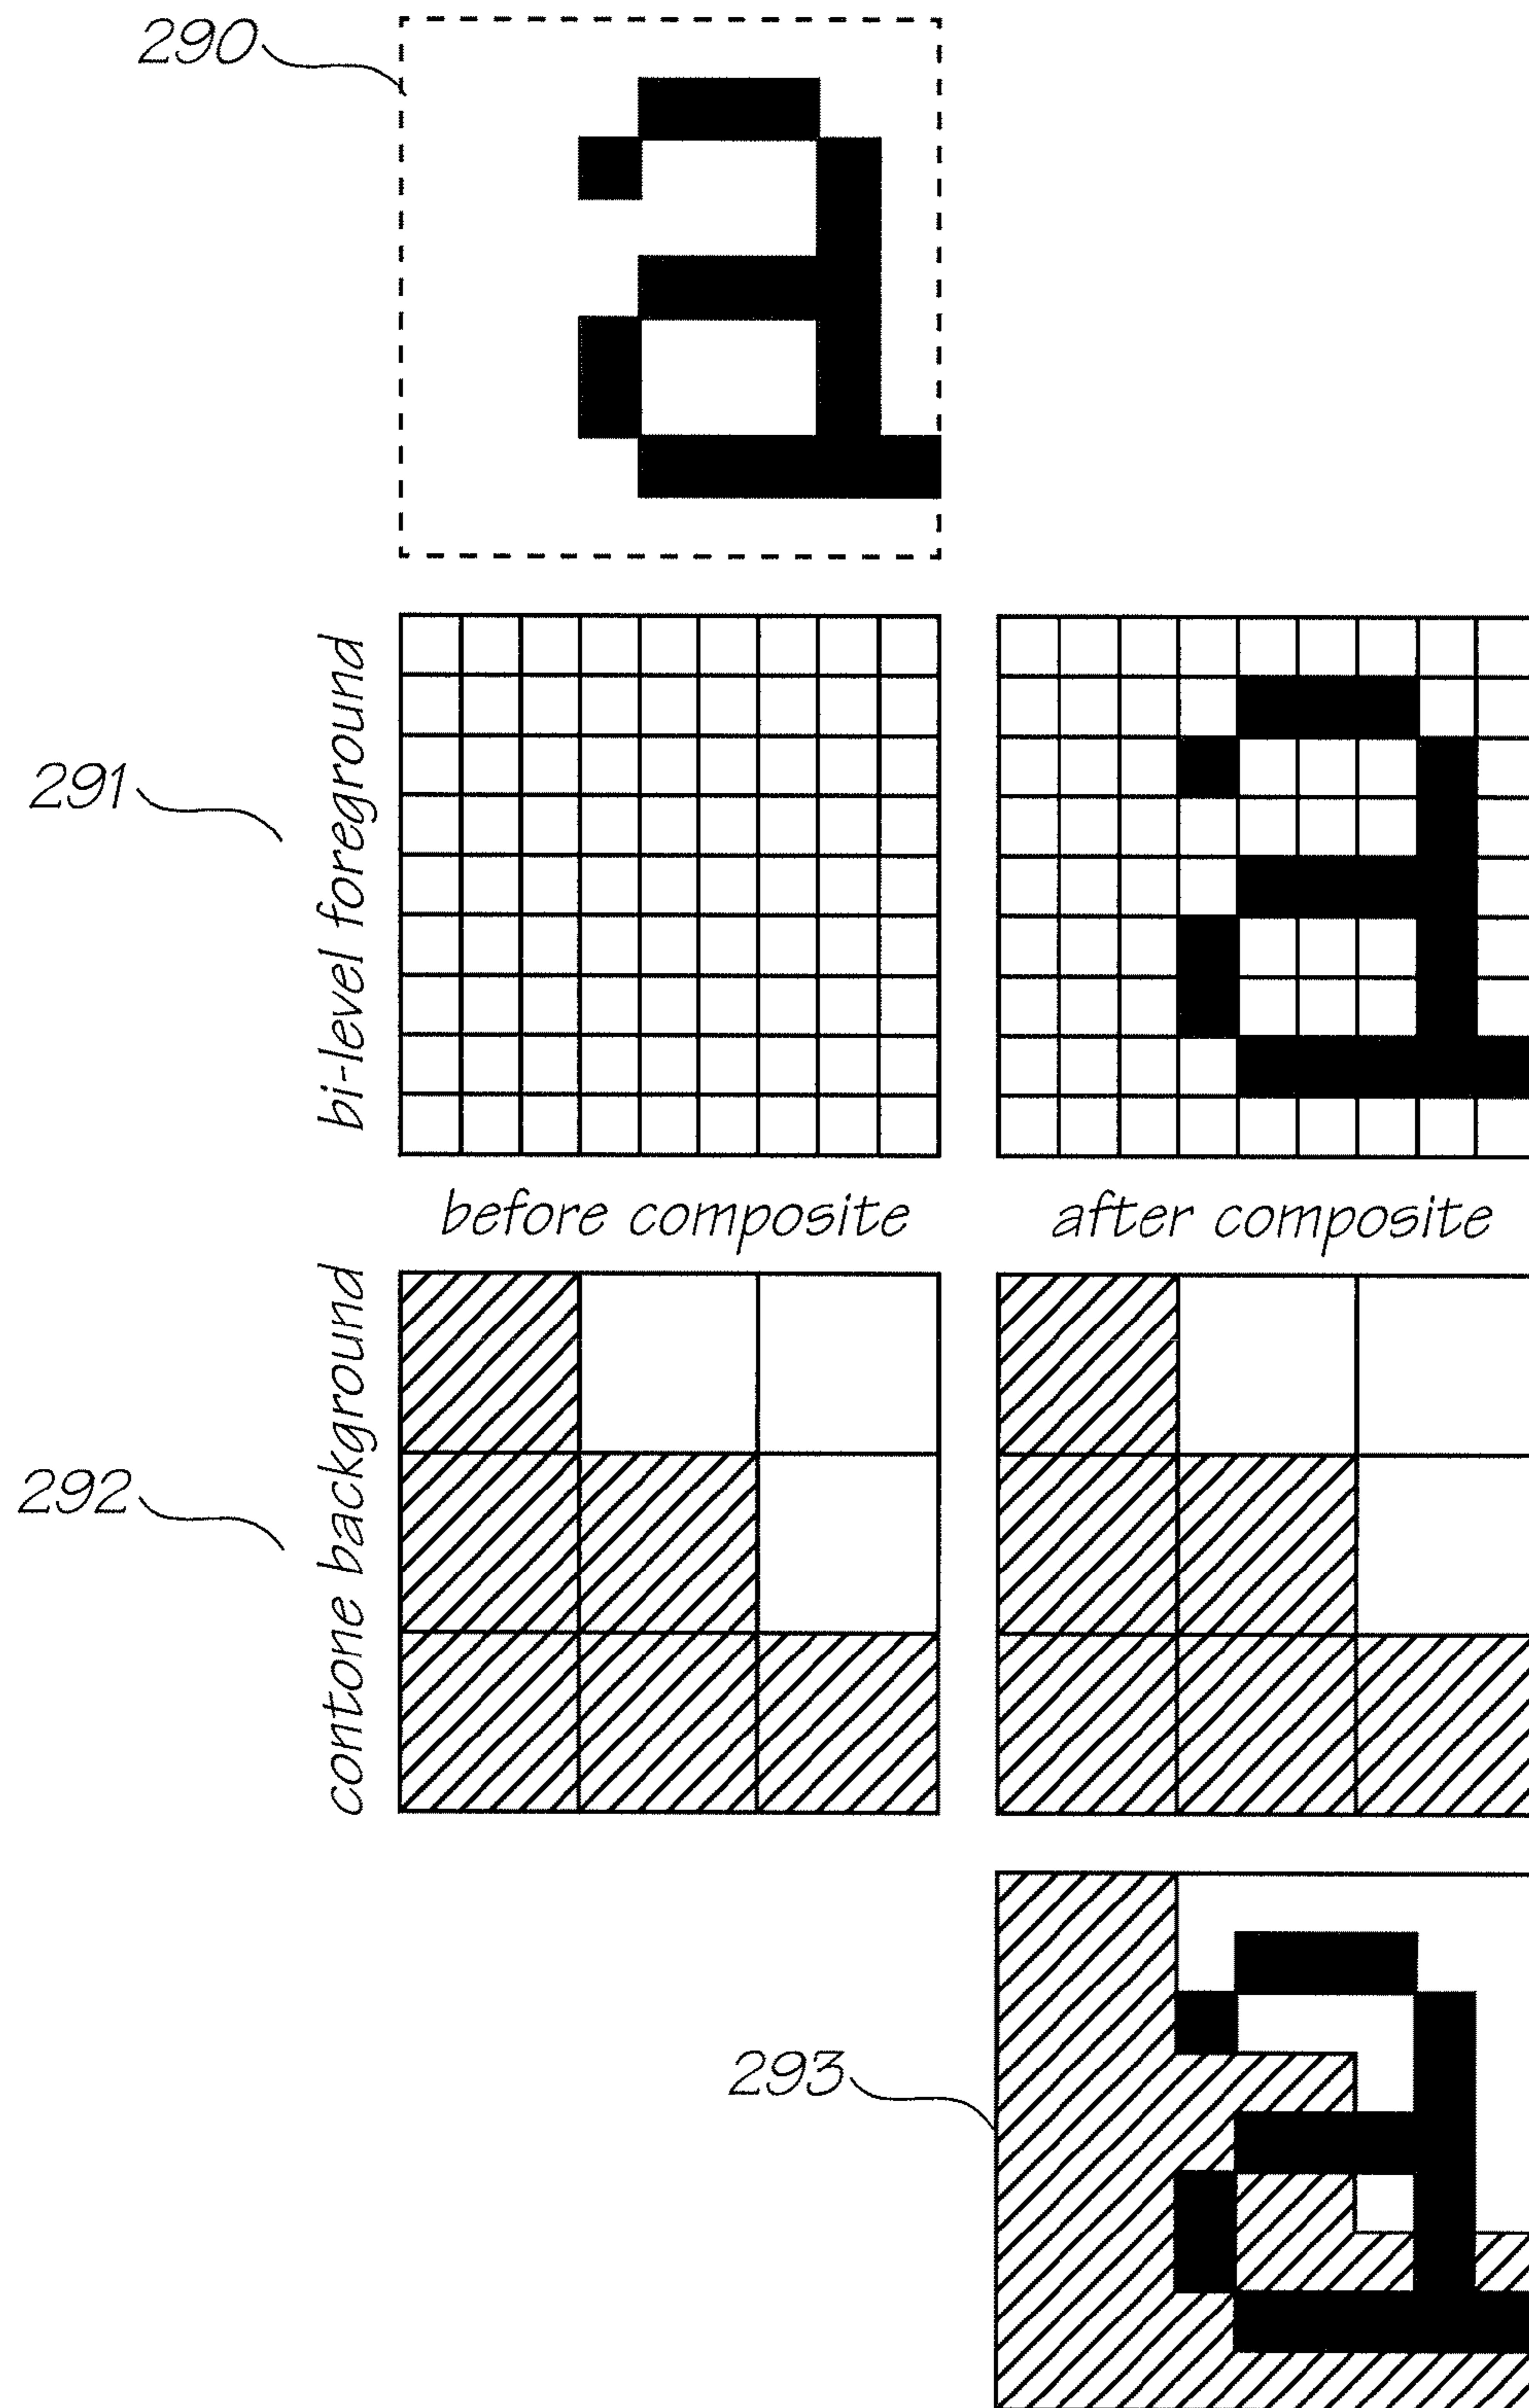 290
291
bi-level foreground
before composite
after composite
292
contone background
293